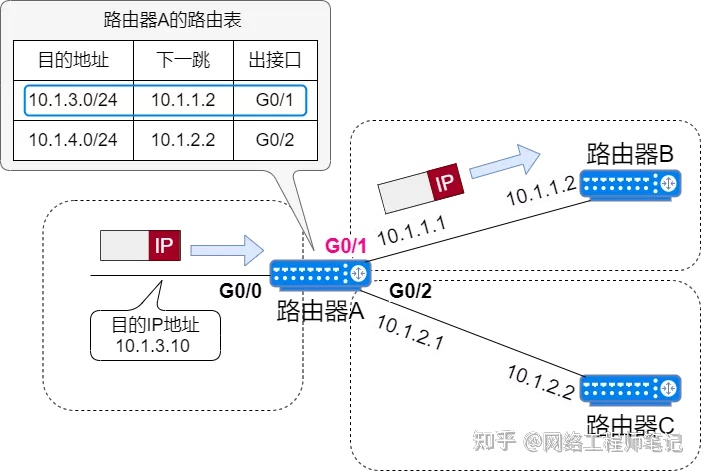 路由器A的路由表
目的地址 下一跳 出接口
10.1.3.0/24 10.1.1.2 G0/1
10.1.4.0/24 10.1.2.2 G0/2
路由器B
IP
10.1.1.2
10.1.1.1
IP
G0/1
G0/0
G0/2
路由器A
目的IP地址
10.1.3.10
10.1.2.1
10.1.2.2
路由器C
知乎 @网络工程师笔记